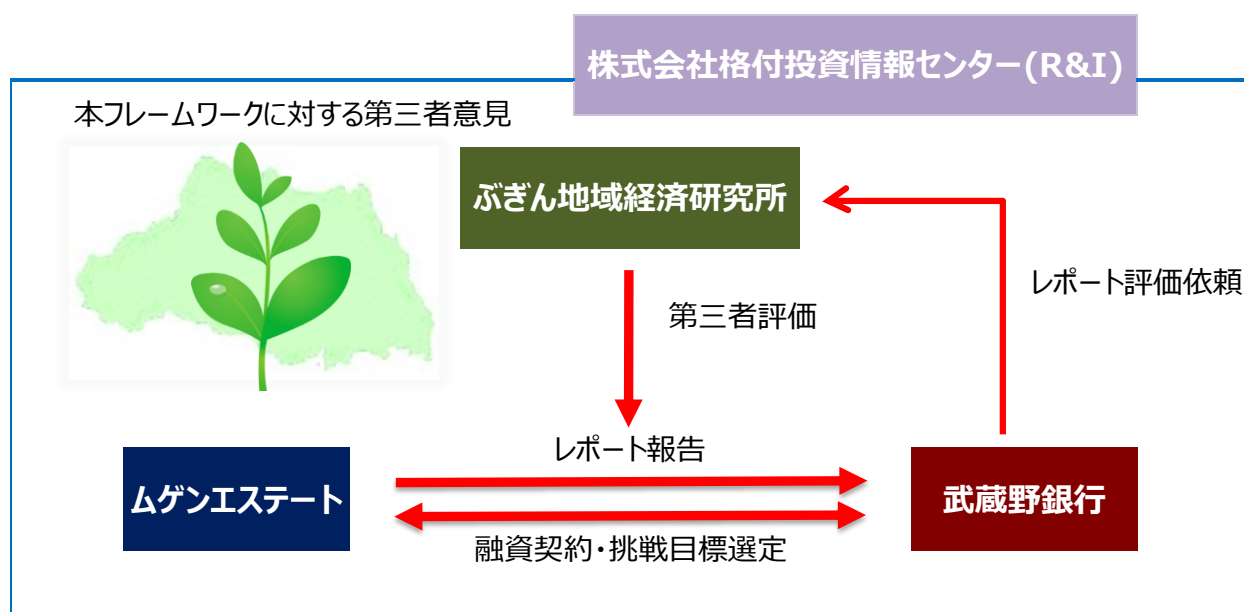 株式会社格付投資情報センター(R&I)
本フレームワークに対する第三者意見
ぶぎん地域経済研究所
レポート評価依頼
第三者評価
レポート報告
ムゲンエステート
武蔵野銀行
融資契約・挑戦目標選定